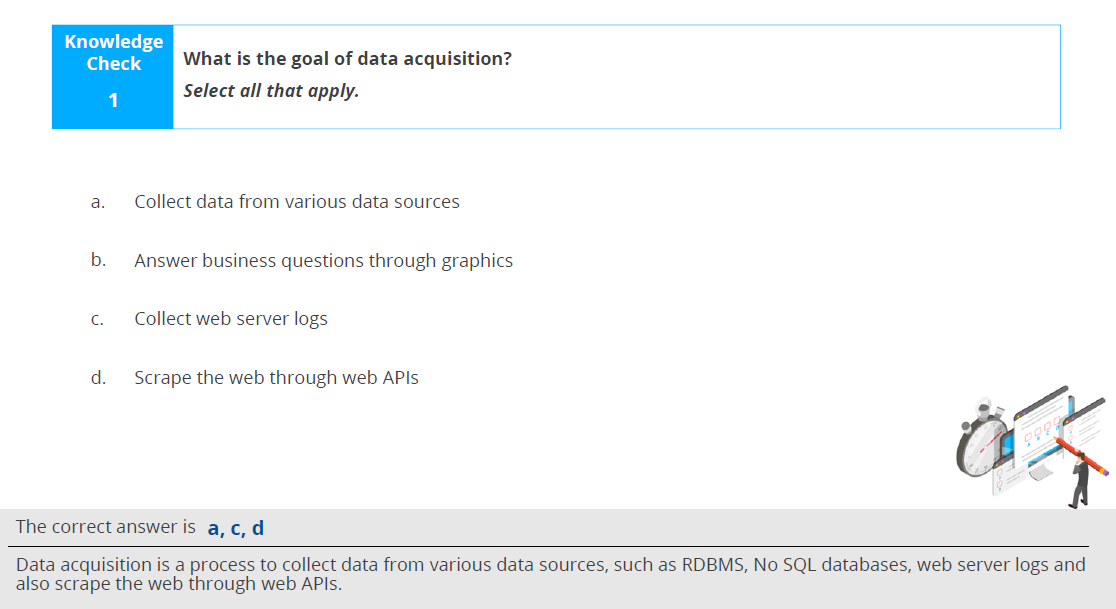 Knowledge
Check
1
What is the goal of data acquisition?
Select all that apply.
a. Collect data from various data sources
b. Answer business questions through graphics
c. Collect web server logs
d. Scrape the web through web APIs
The correct answer is a, c, d
Data acquisition is a process to collect data from various data sources, such as RDBMS, No SQL databases, web server logs and
also scrape the web through web APIs.